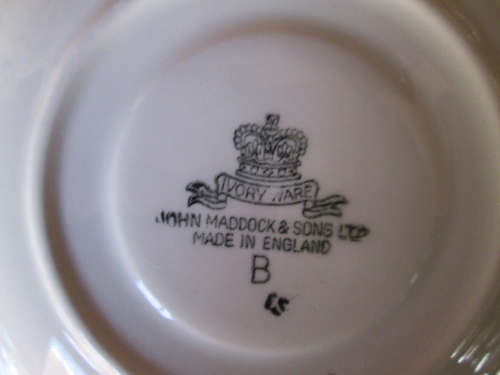 IVORY WARE
JOHN MADDOCK & SONS LTD
MADE IN ENGLAND
B